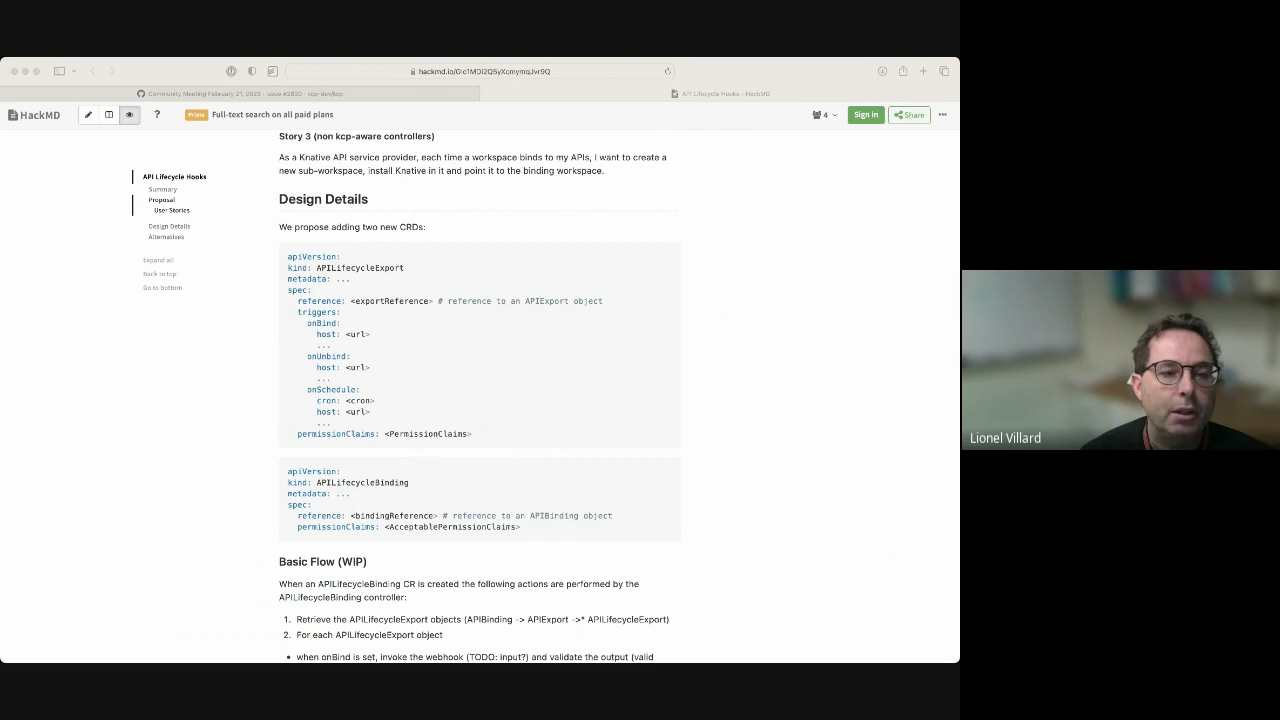 hackmd.io/Glc1MDi2Q5yXcmymqJvr9Q
Community Meeting February 21, 2023 · Issue #2820 · kcp-dev/kcp
API Lifecycle Hooks - HackMD
HackMD
?
Prime
Full-text search on all paid plans
4
Sign in
Share
Story 3 (non kcp-aware controllers)
As a Knative API service provider, each time a workspace binds to my APIs, I want to create a
new sub-workspace, install Knative in it and point it to the binding workspace.
API Lifecycle Hooks
Summary
Proposal
User Stories
Design Details
Alternatives
Expand all
Back to top
Go to bottom
Design Details
We propose adding two new CRDs:
apiVersion:
kind: APILifecycleExport
metadata: ...
spec:
reference: <exportReference> # reference to an APIExport object
triggers:
onBind:
host: <url>
...
onUnbind:
host: <url>
...
onSchedule:
cron: <cron>
host: <url>
...
permissionClaims: <PermissionClaims>
apiVersion:
kind: APILifecycleBinding
metadata: ...
spec:
reference: <bindingReference> # reference to an APIBinding object
permissionClaims: <AcceptablePermissionClaims>
Basic Flow (WIP)
When an APILifecycleBinding CR is created the following actions are performed by the
APILifecycleBinding controller:
1. Retrieve the APILifecycleExport objects (APIBinding -> APIExport ->* APILifecycleExport)
2. For each APILifecycleExport object
• when onBind is set, invoke the webhook (TODO: input?) and validate the output (valid
Lionel Villard